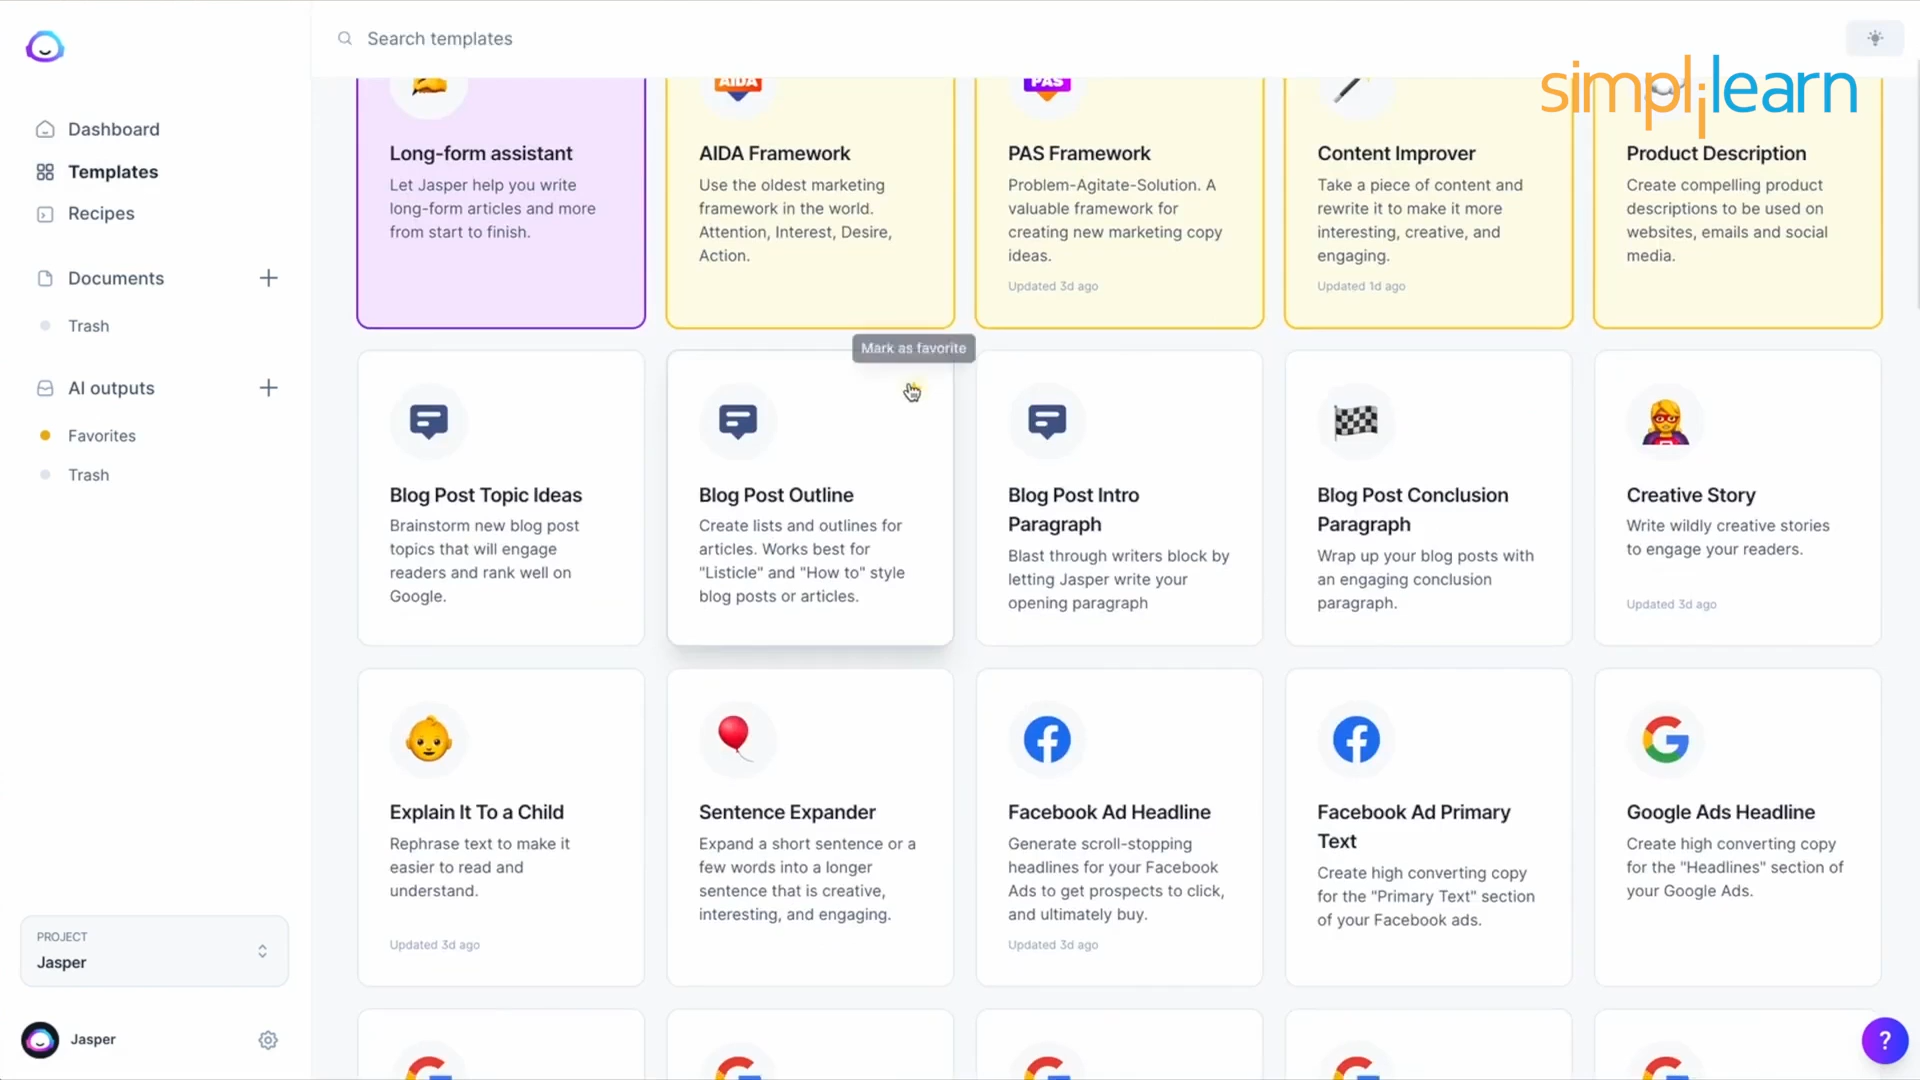 Search templates
simplilearn
Dashboard
Templates
Recipes
Documents
Trash
AI outputs
Favorites
Trash
PROJECT
Jasper
Jasper
Long-form assistant
Let Jasper help you write
long-form articles and more
from start to finish.
AIDA
AIDA Framework
Use the oldest marketing
framework in the world.
Attention, Interest, Desire,
Action.
PAS
PAS Framework
Problem-Agitate-Solution. A
valuable framework for
creating new marketing copy
ideas.
Updated 3d ago
Content Improver
Take a piece of content and
rewrite it to make it more
interesting, creative, and
engaging.
Updated 1d ago
Product Description
Create compelling product
descriptions to be used on
websites, emails and social
media.
Mark as favorite
Blog Post Topic Ideas
Brainstorm new blog post
topics that will engage
readers and rank well on
Google.
Blog Post Outline
Create lists and outlines for
articles. Works best for
"Listicle" and "How to" style
blog posts or articles.
Blog Post Intro
Paragraph
Blast through writers block by
letting Jasper write your
opening paragraph
Blog Post Conclusion
Paragraph
Wrap up your blog posts with
an engaging conclusion
paragraph.
Creative Story
Write wildly creative stories
to engage your readers.
Updated 3d ago
Explain It To a Child
Rephrase text to make it
easier to read and
understand.
Updated 3d ago
Sentence Expander
Expand a short sentence or a
few words into a longer
sentence that is creative,
interesting, and engaging.
Facebook Ad Headline
Generate scroll-stopping
headlines for your Facebook
Ads to get prospects to click,
and ultimately buy.
Updated 3d ago
Facebook Ad Primary
Text
Create high converting copy
for the "Primary Text" section
of your Facebook ads.
Google Ads Headline
Create high converting copy
for the "Headlines" section of
your Google Ads.
?